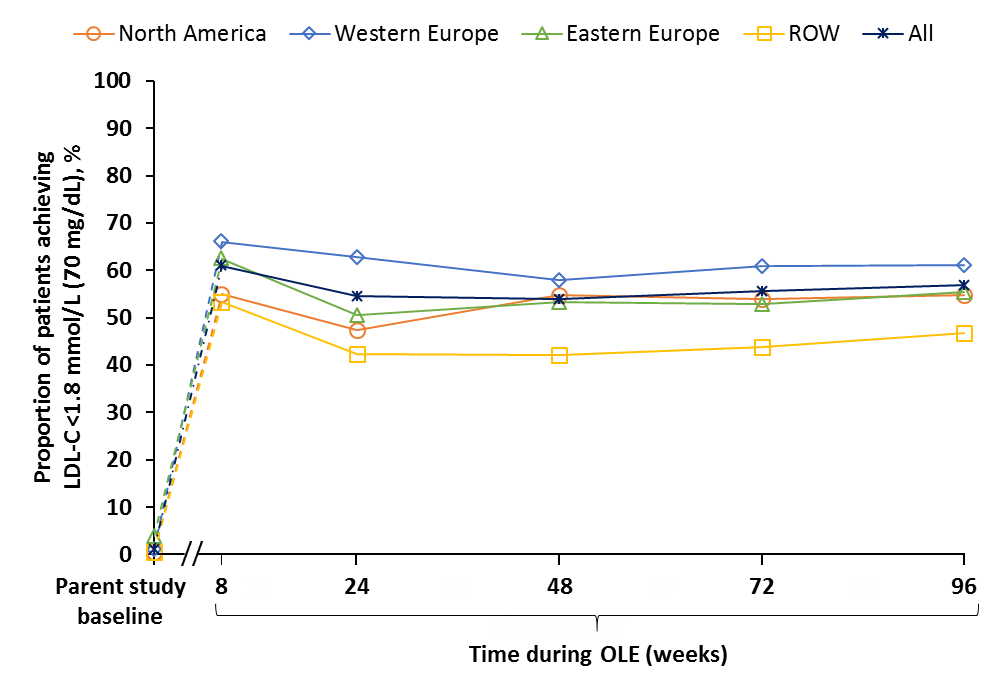 North America Western Europe Eastern Europe ROW All
Proportion of patients achieving
LDL-C <1.8 mmol/L (70 mg/dL), %
100
90
80
70
60
50
40
30
20
10
0
Parent study
baseline
8 24 48 72 96
Time during OLE (weeks)